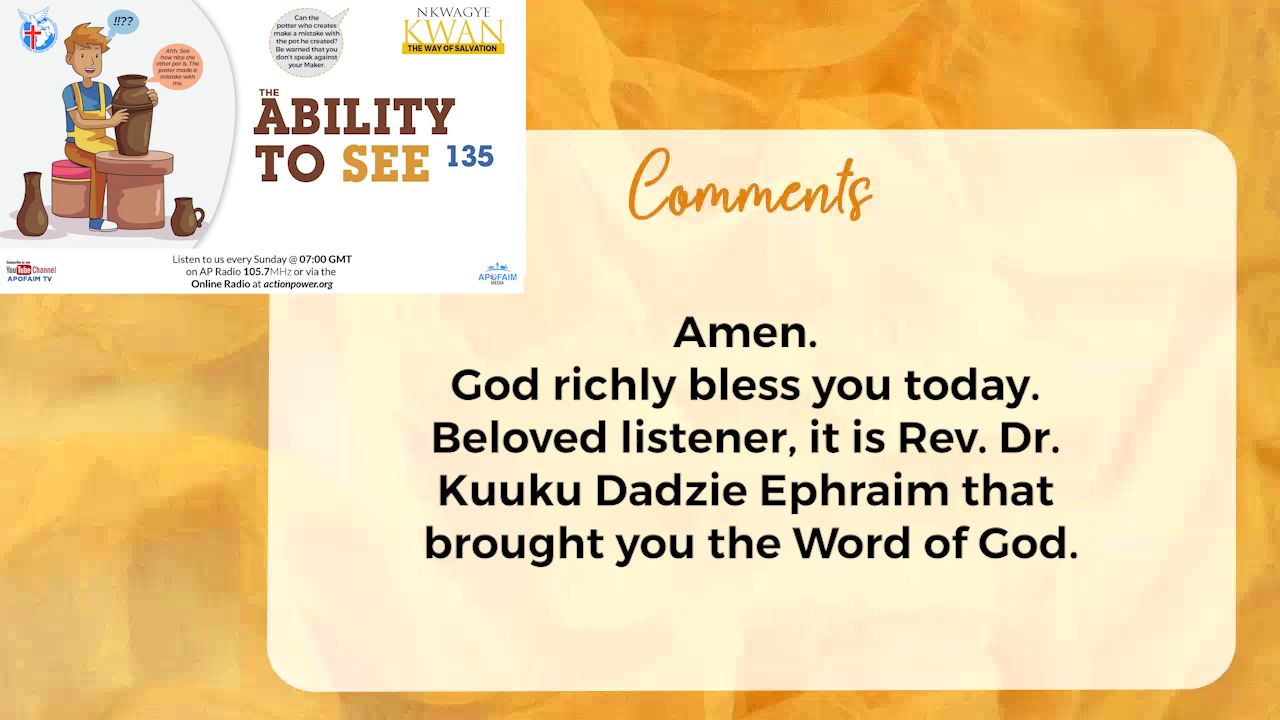 !!??
Ahh, See
how nice the
other pot is. The
potter made a
mistake with
me.
Can the
potter who creates
make a mistake with
the pot he created?
Be warned that you
don't speak against
your Maker.
NKWAGYE
KWAN
THE WAY OF SALVATION
THE
ABILITY
TO SEE 135
Subscribe to our
YouTube Channel
APOFAIM TV
Listen to us every Sunday @ 07:00 GMT
on AP Radio 105.7MHz or via the
Online Radio at actionpower.org
APOFAIM
MEDIA
Comments
Amen.
God richly bless you today.
Beloved listener, it is Rev. Dr.
Kuuku Dadzie Ephraim that
brought you the Word of God.